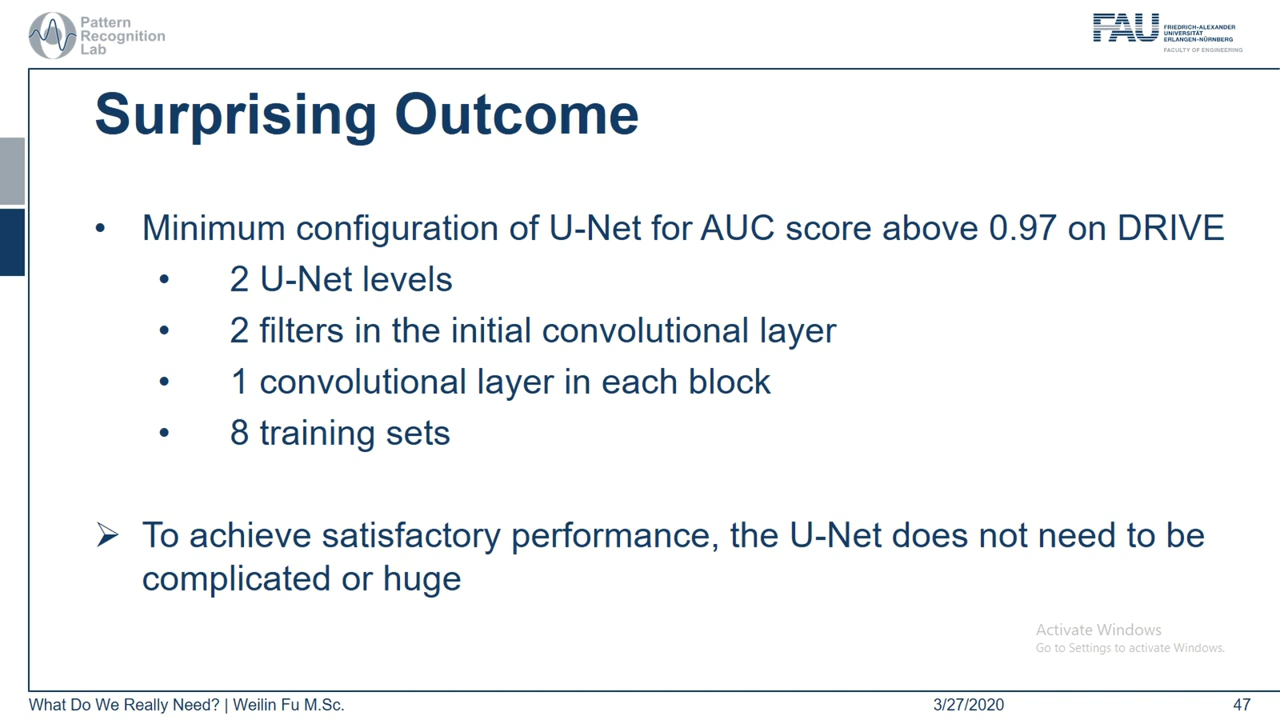 Pattern
Recognition
Lab
FAU
FRIEDRICH-ALEXANDER
UNIVERSITÄT
ERLANGEN-NÜRNBERG
FACULTY OF ENGINEERING
Surprising Outcome
• Minimum configuration of U-Net for AUC score above 0.97 on DRIVE
• 2 U-Net levels
• 2 filters in the initial convolutional layer
• 1 convolutional layer in each block
• 8 training sets
➢ To achieve satisfactory performance, the U-Net does not need to be
complicated or huge
Activate Windows
Go to Settings to activate Windows.
What Do We Really Need? | Weilin Fu M.Sc. 3/27/2020 47